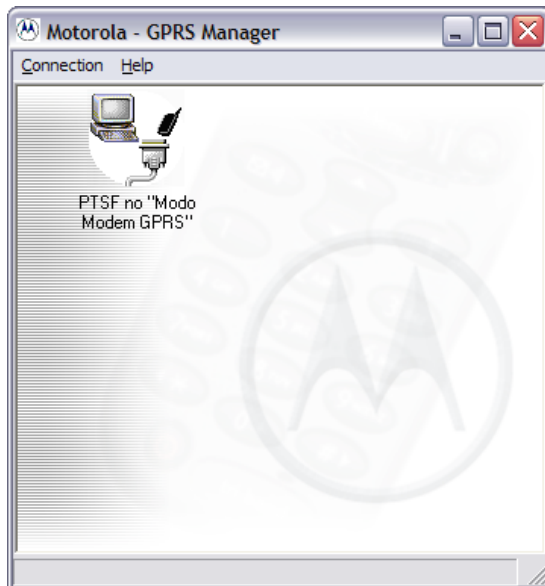 Motorola - GPRS Manager
Connection Help
PTSF no "Modo
Modem GPRS"